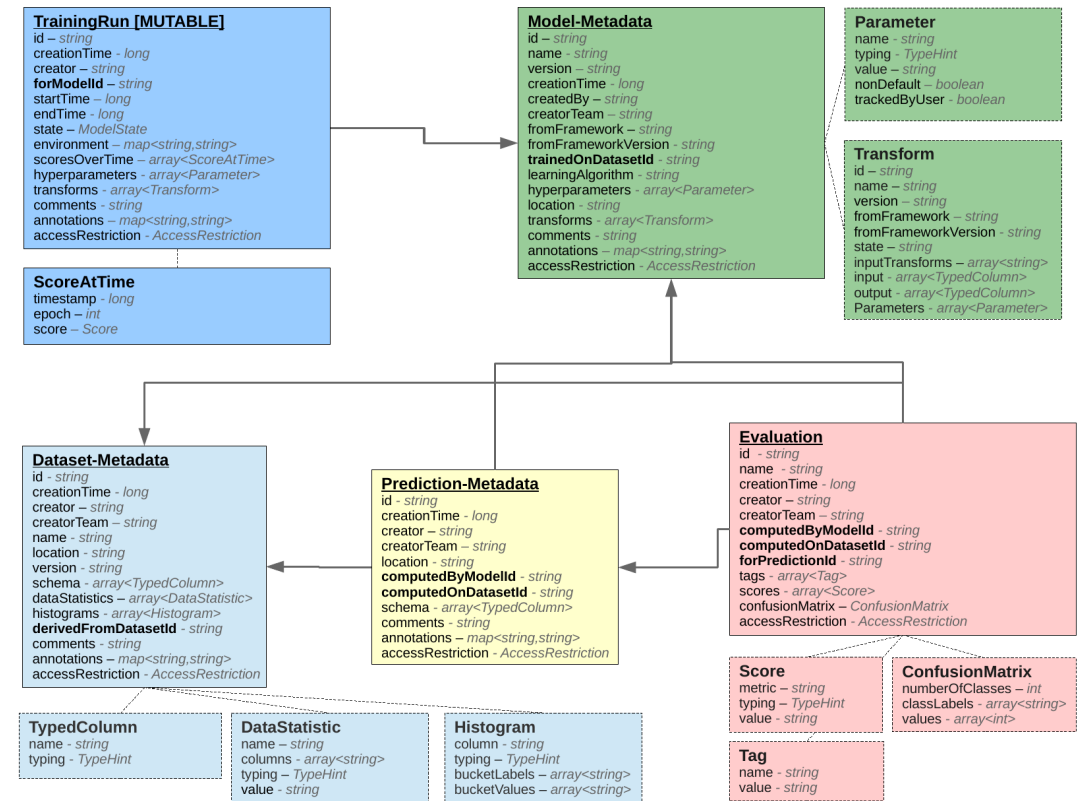 TrainingRun [MUTABLE]
id – string
creationTime - long
creator – string
forModelId – string
startTime – long
endTime - long
state – ModelState
environment – map<string,string>
scoresOverTime – array<ScoreAtTime>
hyperparameters - array<Parameter>
transforms - array<Transform>
comments - string
annotations – map<string,string>
accessRestriction - AccessRestriction
ScoreAtTime
timestamp - long
epoch – int
score – Score
Model-Metadata
id – string
name - string
version – string
creationTime - long
createdBy – string
creatorTeam – string
fromFramework – string
fromFrameworkVersion - string
trainedOnDatasetId - string
learningAlgorithm - string
hyperparameters - array<Parameter>
location - string
transforms - array<Transform>
comments - string
annotations - map<string,string>
accessRestriction - AccessRestriction
Parameter
name - string
typing - TypeHint
value – string
nonDefault – boolean
trackedByUser - boolean
Transform
id – string
name – string
version – string
fromFramework – string
fromFrameworkVersion - string
state – string
inputTransforms – array<string>
input - array<TypedColumn>
output - array<TypedColumn>
Parameters - array<Parameter>
Dataset-Metadata
id - string
creationTime - long
creator – string
creatorTeam – string
name - string
location - string
version - string
schema - array<TypedColumn>
dataStatistics – array<DataStatistic>
histograms - array<Histogram>
derivedFromDatasetId - string
comments - string
annotations – map<string,string>
accessRestriction - AccessRestriction
Prediction-Metadata
id - string
creationTime - long
creator – string
creatorTeam – string
location - string
computedByModelId - string
computedOnDatasetId - string
schema - array<TypedColumn>
comments - string
annotations – map<string,string>
accessRestriction - AccessRestriction
Evaluation
id - string
name - string
creationTime - long
creator – string
creatorTeam – string
computedByModelId - string
computedOnDatasetId - string
forPredictionId - string
tags - array<Tag>
scores - array<Score>
confusionMatrix – ConfusionMatrix
accessRestriction - AccessRestriction
TypedColumn
name - string
typing - TypeHint
DataStatistic
name – string
columns - array<string>
typing – TypeHint
value - string
Histogram
column - string
typing – TypeHint
bucketLabels – array<string>
bucketValues – array<string>
Score
metric – string
typing – TypeHint
value - string
ConfusionMatrix
numberOfClasses – int
classLabels - array<string>
values - array<int>
Tag
name - string
value - string